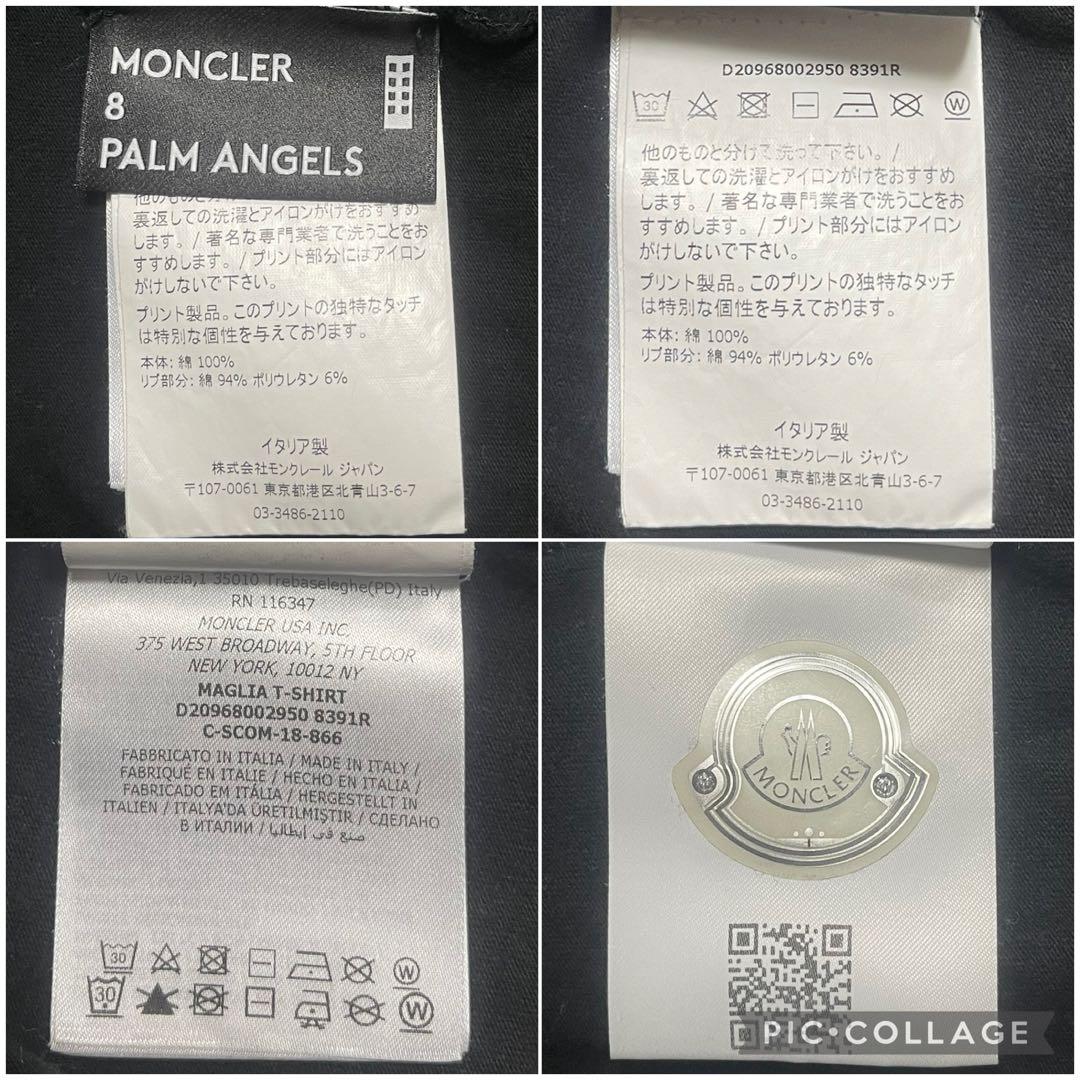 MONCLER
8
PALM ANGELS
裏返しての洗濯とアイロンがけをおすすめ
します。/ 著名な専門業者で洗うことをお
すすめします。/ プリント部分にはアイロン
がけしないで下さい。
プリント製品。このプリントの独特なタッチ
は特別な個性を与えております。
本体: 綿 100%
リブ部分: 綿 94% ポリウレタン 6%
イタリア製
株式会社モンクレール ジャパン
〒107-0061 東京都港区北青山3-6-7
03-3486-2110
D20968002950 8391R
30
W
他のものと分けて洗って下さい。/
裏返しての洗濯とアイロンがけをおすすめ
します。/ 著名な専門業者で洗うことをお
すすめします。/ プリント部分にはアイロン
がけしないで下さい。
プリント製品。このプリントの独特なタッチ
は特別な個性を与えております。
本体: 綿 100%
リブ部分: 綿 94% ポリウレタン 6%
イタリア製
株式会社モンクレール ジャパン
〒107-0061 東京都港区北青山3-6-7
03-3486-2110
Via Venezia,1 35010 Trebaseleghe(PD) Italy
RN 116347
MONCLER USA INC.
375 WEST BROADWAY, 5TH FLOOR
NEW YORK, 10012 NY
MAGLIA T-SHIRT
D20968002950 8391R
C-SCOM-18-866
FABBRICATO IN ITALIA / MADE IN ITALY /
FABRIQUÉ EN ITALIE / HECHO EN ITALIA /
FABRICADO EM ITÁLIA / HERGESTELLT IN
ITALIEN / ITALYA'DA ÜRETILMIŞTIR / СДЕЛАНО
В ИТАЛИИ / صنع في إيطاليا
30
W
30
W
MONCLER
PIC•COLLAGE